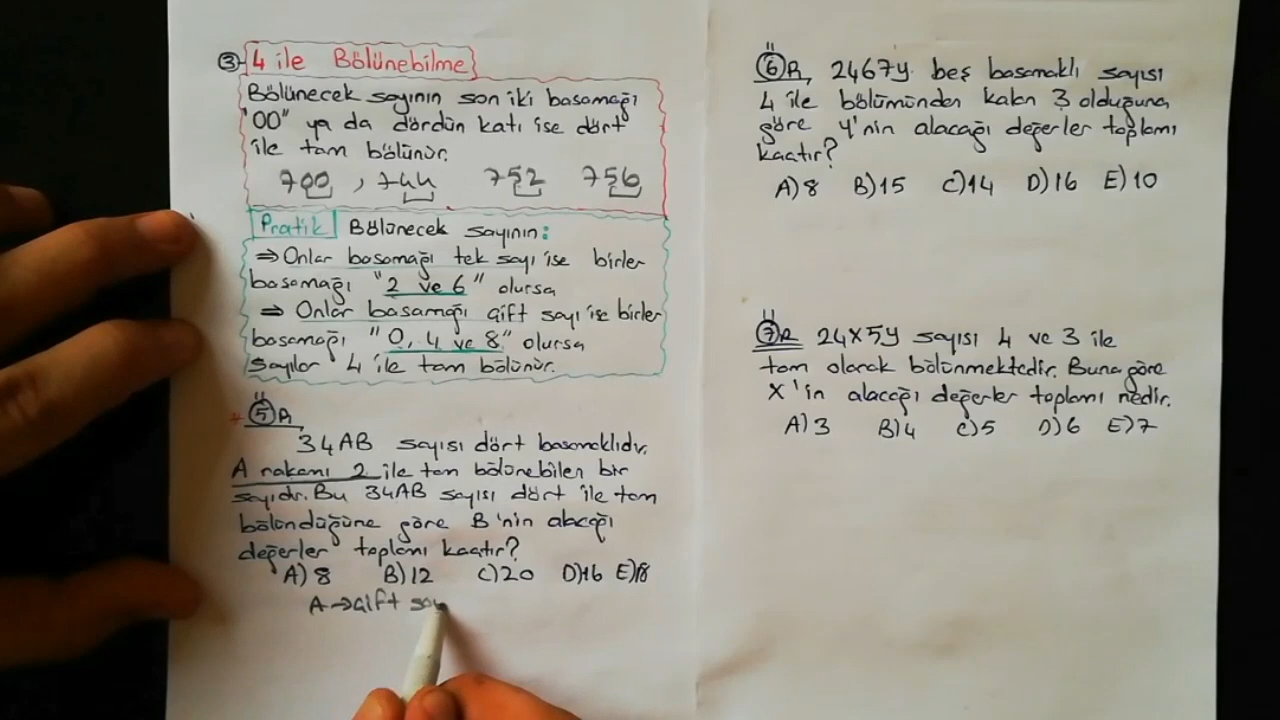 ③ 4 ile Bölünebilme
Bölünecek sayının son iki basamağı
"00" ya da dördün katı ise dört
ile tam bölünür.
700, 744 752 756
Pratik Bölünecek sayının:
⇒ Onlar basamağı tek sayı ise birler
basamağı "2 ve 6" olursa
⇒ Onlar basamağı çift sayı ise birler
basamağı "0, 4 ve 8" olursa
sayılar 4 ile tam bölünür.
⑤R
34AB sayısı dört basamaklıdır.
A rakamı 2 ile tam bölünebilen bir
sayıdır. Bu 34AB sayısı dört ile tam
bölündüğüne göre B'nin alacağı
değerler toplamı kaçtır?
A) 8 B) 12 C) 20 D) 16 E) 18
A → çift say
⑥R, 2467y beş basamaklı sayısı
4 ile bölümünden kalan 3 olduğuna
göre y'nin alacağı değerler toplamı
kaçtır?
A) 8 B) 15 C) 14 D) 16 E) 10
⑦R 24x5y sayısı 4 ve 3 ile
tam olarak bölünmektedir. Buna göre
x'in alacağı değerler toplamı nedir.
A) 3 B) 4 C) 5 D) 6 E) 7